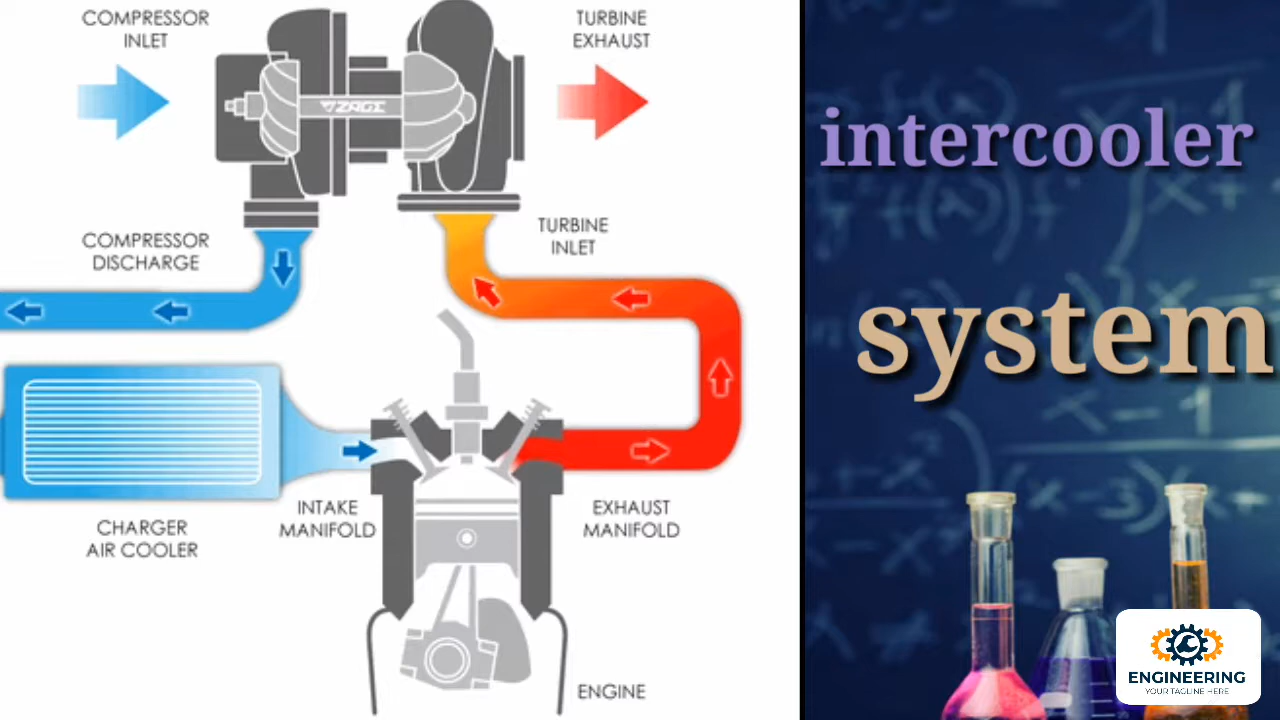 COMPRESSOR
INLET
TURBINE
EXHAUST
ZAGE
COMPRESSOR
DISCHARGE
TURBINE
INLET
CHARGER
AIR COOLER
INTAKE
MANIFOLD
EXHAUST
MANIFOLD
ENGINE
intercooler
system
ENGINEERING
YOUR TAGLINE HERE